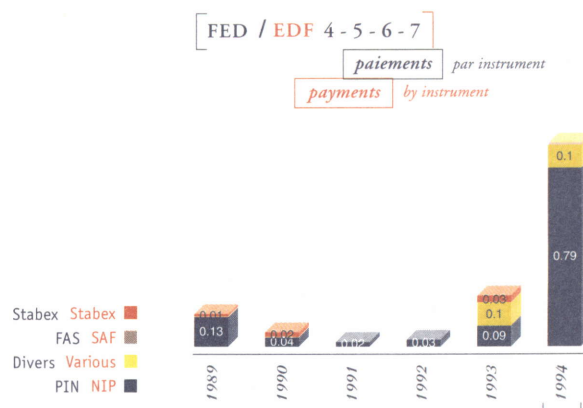 FED / EDF 4 - 5 - 6 - 7
paiements par instrument
payments by instrument
0.1
0.79
0.01
0.13
0.02
0.04
0.02
0.03
0.03
0.1
0.09
Stabex Stabex
FAS SAF
Divers Various
PIN NIP
1989 1990 1991 1992 1993 1994